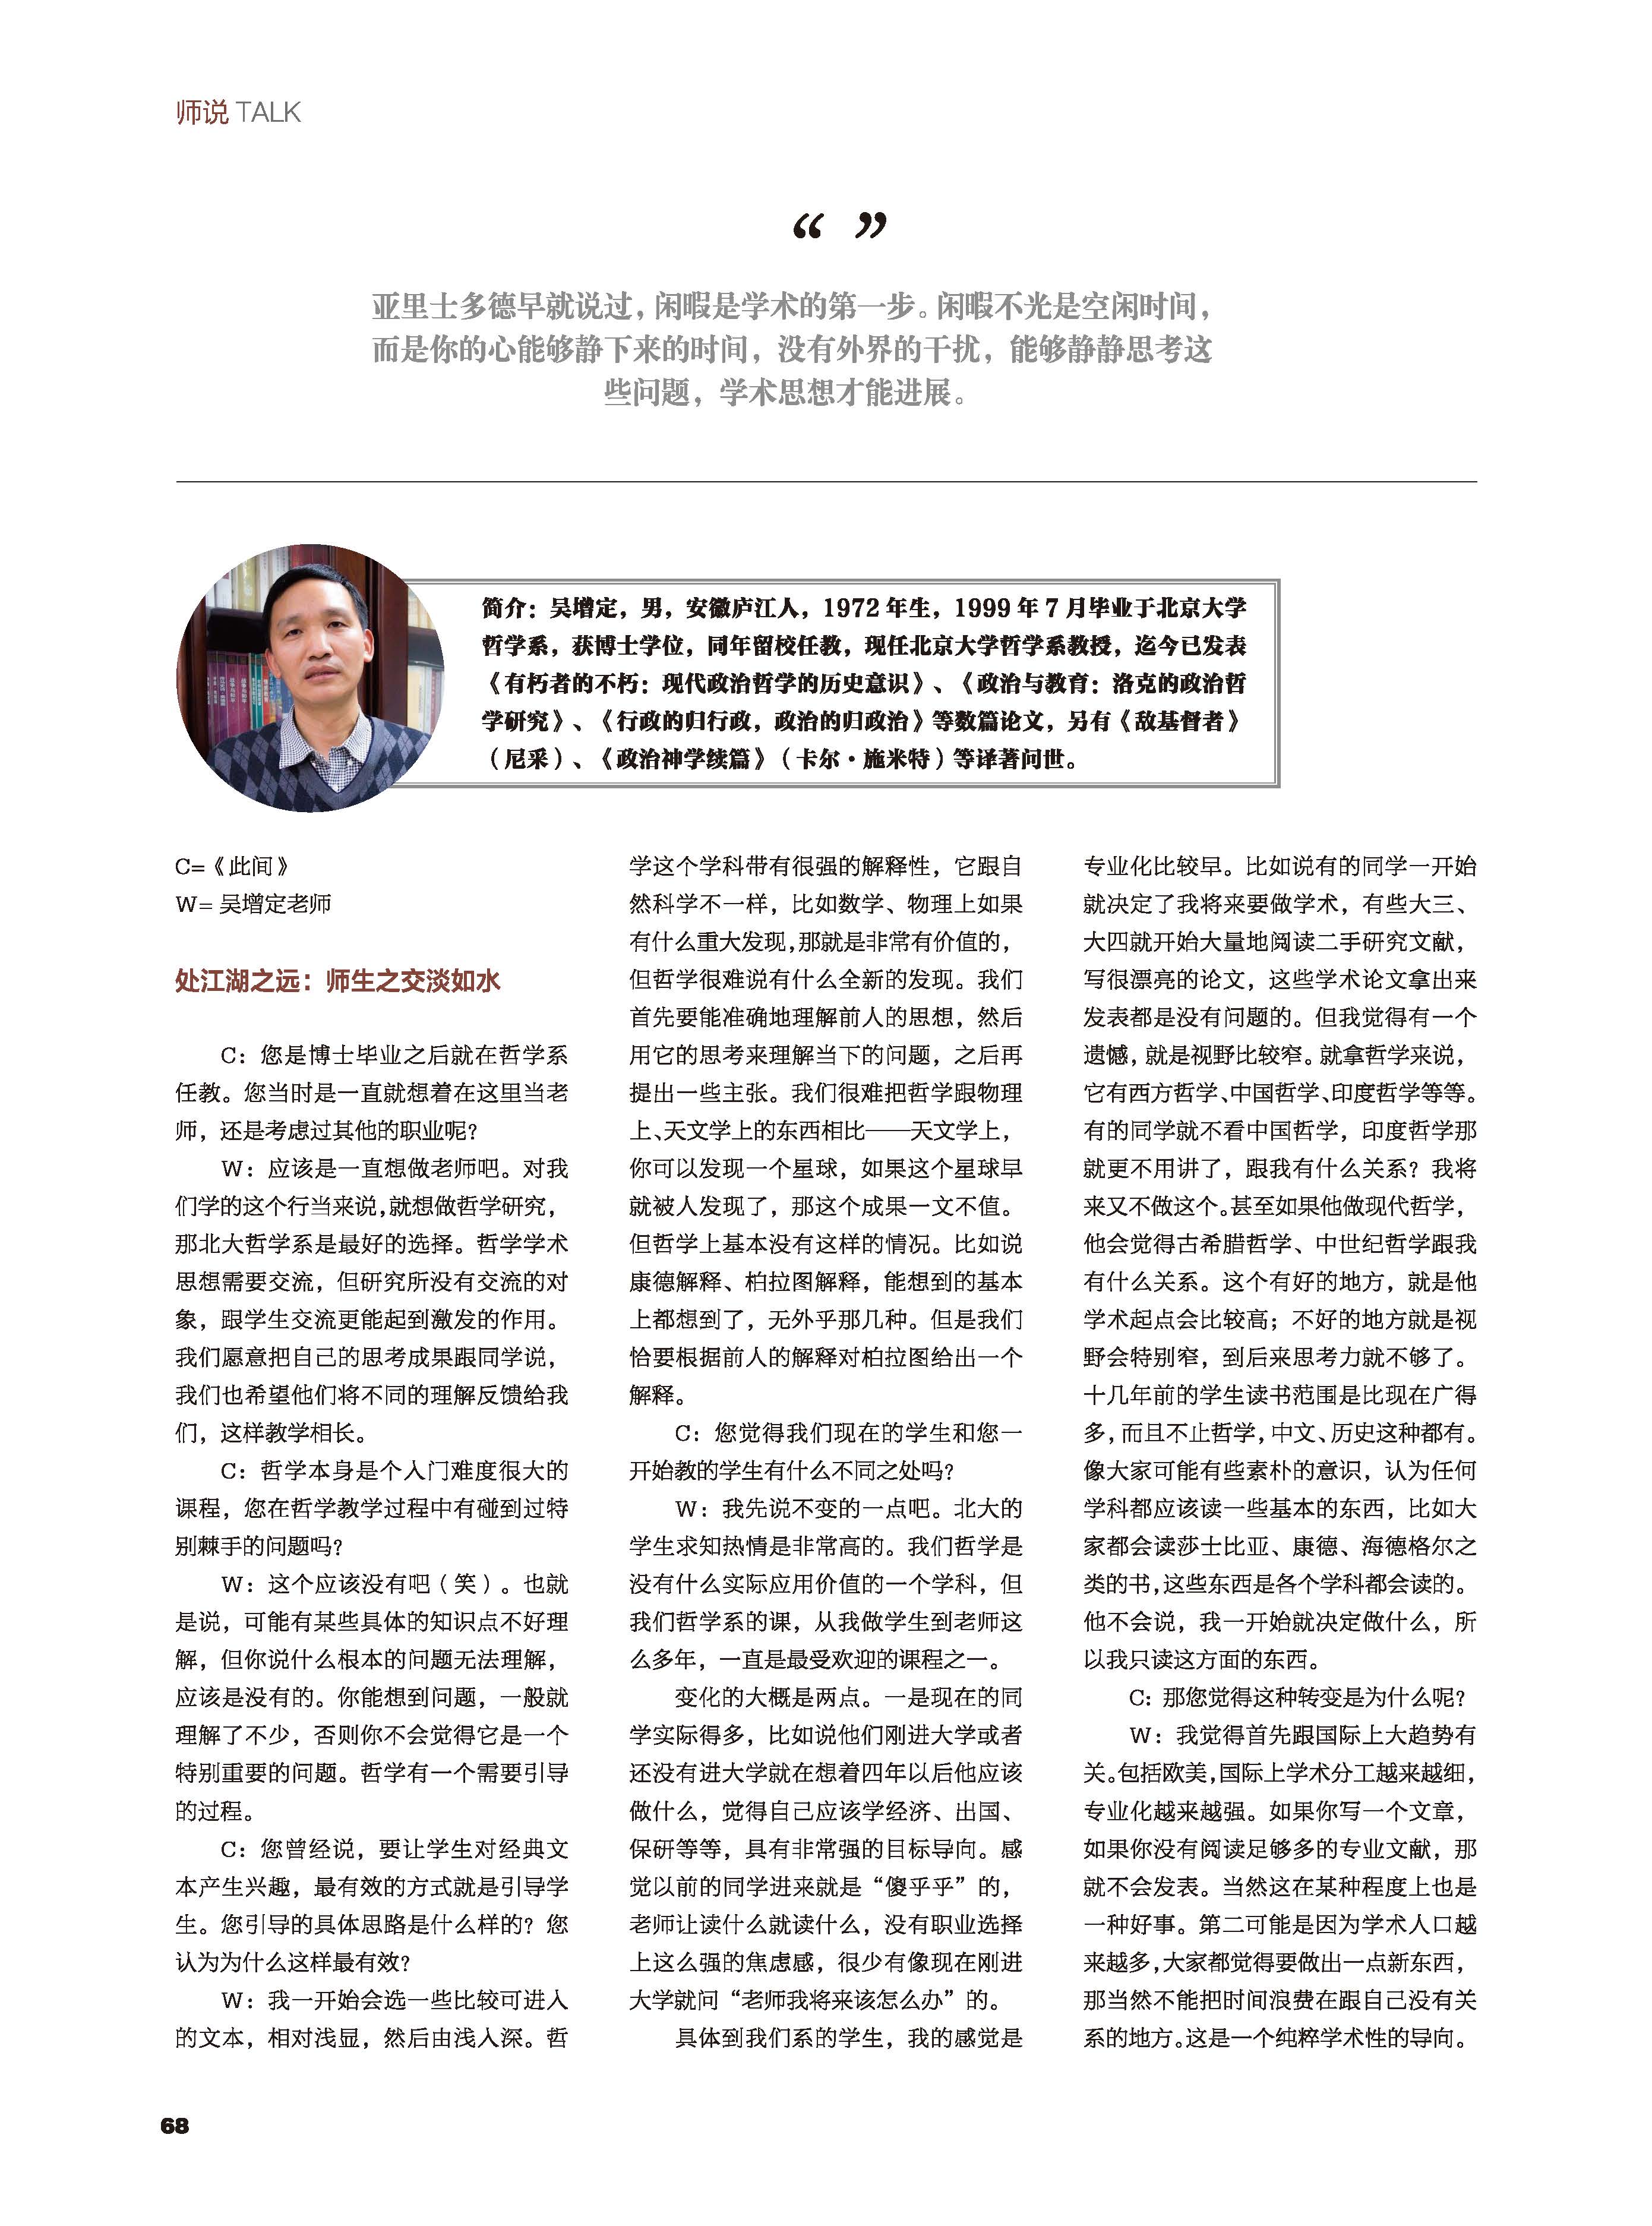 师说 TALK
“ ”
亚里士多德早就说过，闲暇是学术的第一步。闲暇不光是空闲时间，
而是你的心能够静下来的时间，没有外界的干扰，能够静静思考这
些问题，学术思想才能进展。
简介：吴增定，男，安徽庐江人，1972 年生，1999 年 7 月毕业于北京大学
哲学系，获博士学位，同年留校任教，现任北京大学哲学系教授，迄今已发表
《有朽者的不朽：现代政治哲学的历史意识》、《政治与教育：洛克的政治哲
学研究》、《行政的归行政，政治的归政治》等数篇论文，另有《敌基督者》
（尼采）、《政治神学续篇》（卡尔·施米特）等译著问世。
C=《此间》
W= 吴增定老师
处江湖之远：师生之交淡如水
C：您是博士毕业之后就在哲学系
任教。您当时是一直就想着在这里当老
师，还是考虑过其他的职业呢？
W：应该是一直想做老师吧。对我
们学的这个行当来说，就想做哲学研究，
那北大哲学系是最好的选择。哲学学术
思想需要交流，但研究所没有交流的对
象，跟学生交流更能起到激发的作用。
我们愿意把自己的思考成果跟同学说，
我们也希望他们将不同的理解反馈给我
们，这样教学相长。
C：哲学本身是个入门难度很大的
课程，您在哲学教学过程中有碰到过特
别棘手的问题吗？
W：这个应该没有吧（笑）。也就
是说，可能有某些具体的知识点不好理
解，但你说什么根本的问题无法理解，
应该是没有的。你能想到问题，一般就
理解了不少，否则你不会觉得它是一个
特别重要的问题。哲学有一个需要引导
的过程。
C：您曾经说，要让学生对经典文
本产生兴趣，最有效的方式就是引导学
生。您引导的具体思路是什么样的？您
认为为什么这样最有效？
W：我一开始会选一些比较可进入
的文本，相对浅显，然后由浅入深。哲
学这个学科带有很强的解释性，它跟自
然科学不一样，比如数学、物理上如果
有什么重大发现，那就是非常有价值的，
但哲学很难说有什么全新的发现。我们
首先要能准确地理解前人的思想，然后
用它的思考来理解当下的问题，之后再
提出一些主张。我们很难把哲学跟物理
上、天文学上的东西相比——天文学上，
你可以发现一个星球，如果这个星球早
就被人发现了，那这个成果一文不值。
但哲学上基本没有这样的情况。比如说
康德解释、柏拉图解释，能想到的基本
上都想到了，无外乎那几种。但是我们
恰要根据前人的解释对柏拉图给出一个
解释。
C：您觉得我们现在的学生和您一
开始教的学生有什么不同之处吗？
W：我先说不变的一点吧。北大的
学生求知热情是非常高的。我们哲学是
没有什么实际应用价值的一个学科，但
我们哲学系的课，从我做学生到老师这
么多年，一直是最受欢迎的课程之一。
变化的大概是两点。一是现在的同
学实际得多，比如说他们刚进大学或者
还没有进大学就在想着四年以后他应该
做什么，觉得自己应该学经济、出国、
保研等等，具有非常强的目标导向。感
觉以前的同学进来就是“傻乎乎”的，
老师让读什么就读什么，没有职业选择
上这么强的焦虑感，很少有像现在刚进
大学就问“老师我将来该怎么办”的。
具体到我们系的学生，我的感觉是
专业化比较早。比如说有的同学一开始
就决定了我将来要做学术，有些大三、
大四就开始大量地阅读二手研究文献，
写很漂亮的论文，这些学术论文拿出来
发表都是没有问题的。但我觉得有一个
遗憾，就是视野比较窄。就拿哲学来说，
它有西方哲学、中国哲学、印度哲学等等。
有的同学就不看中国哲学，印度哲学那
就更不用讲了，跟我有什么关系？我将
来又不做这个。甚至如果他做现代哲学，
他会觉得古希腊哲学、中世纪哲学跟我
有什么关系。这个有好的地方，就是他
学术起点会比较高；不好的地方就是视
野会特别窄，到后来思考力就不够了。
十几年前的学生读书范围是比现在广得
多，而且不止哲学，中文、历史这种都有。
像大家可能有些素朴的意识，认为任何
学科都应该读一些基本的东西，比如大
家都会读莎士比亚、康德、海德格尔之
类的书，这些东西是各个学科都会读的。
他不会说，我一开始就决定做什么，所
以我只读这方面的东西。
C：那您觉得这种转变是为什么呢？
W：我觉得首先跟国际上大趋势有
关。包括欧美，国际上学术分工越来越细，
专业化越来越强。如果你写一个文章，
如果你没有阅读足够多的专业文献，那
就不会发表。当然这在某种程度上也是
一种好事。第二可能是因为学术人口越
来越多，大家都觉得要做出一点新东西，
那当然不能把时间浪费在跟自己没有关
系的地方。这是一个纯粹学术性的导向。
68